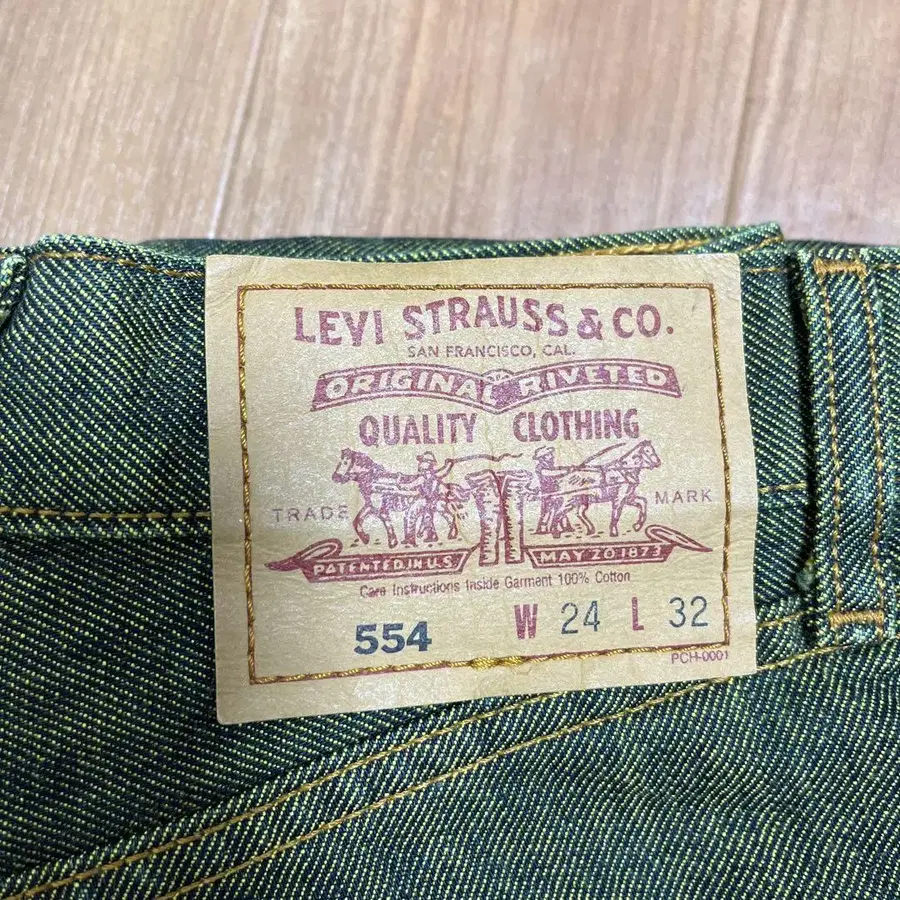 LEVI STRAUSS & CO.
SAN FRANCISCO, CAL.
ORIGINAL RIVETED
QUALITY CLOTHING
TRADE MARK
PATENTED IN U.S. MAY 20 1873
Care Instructions Inside Garment 100% Cotton
554 W 24 L 32
PCH-0001